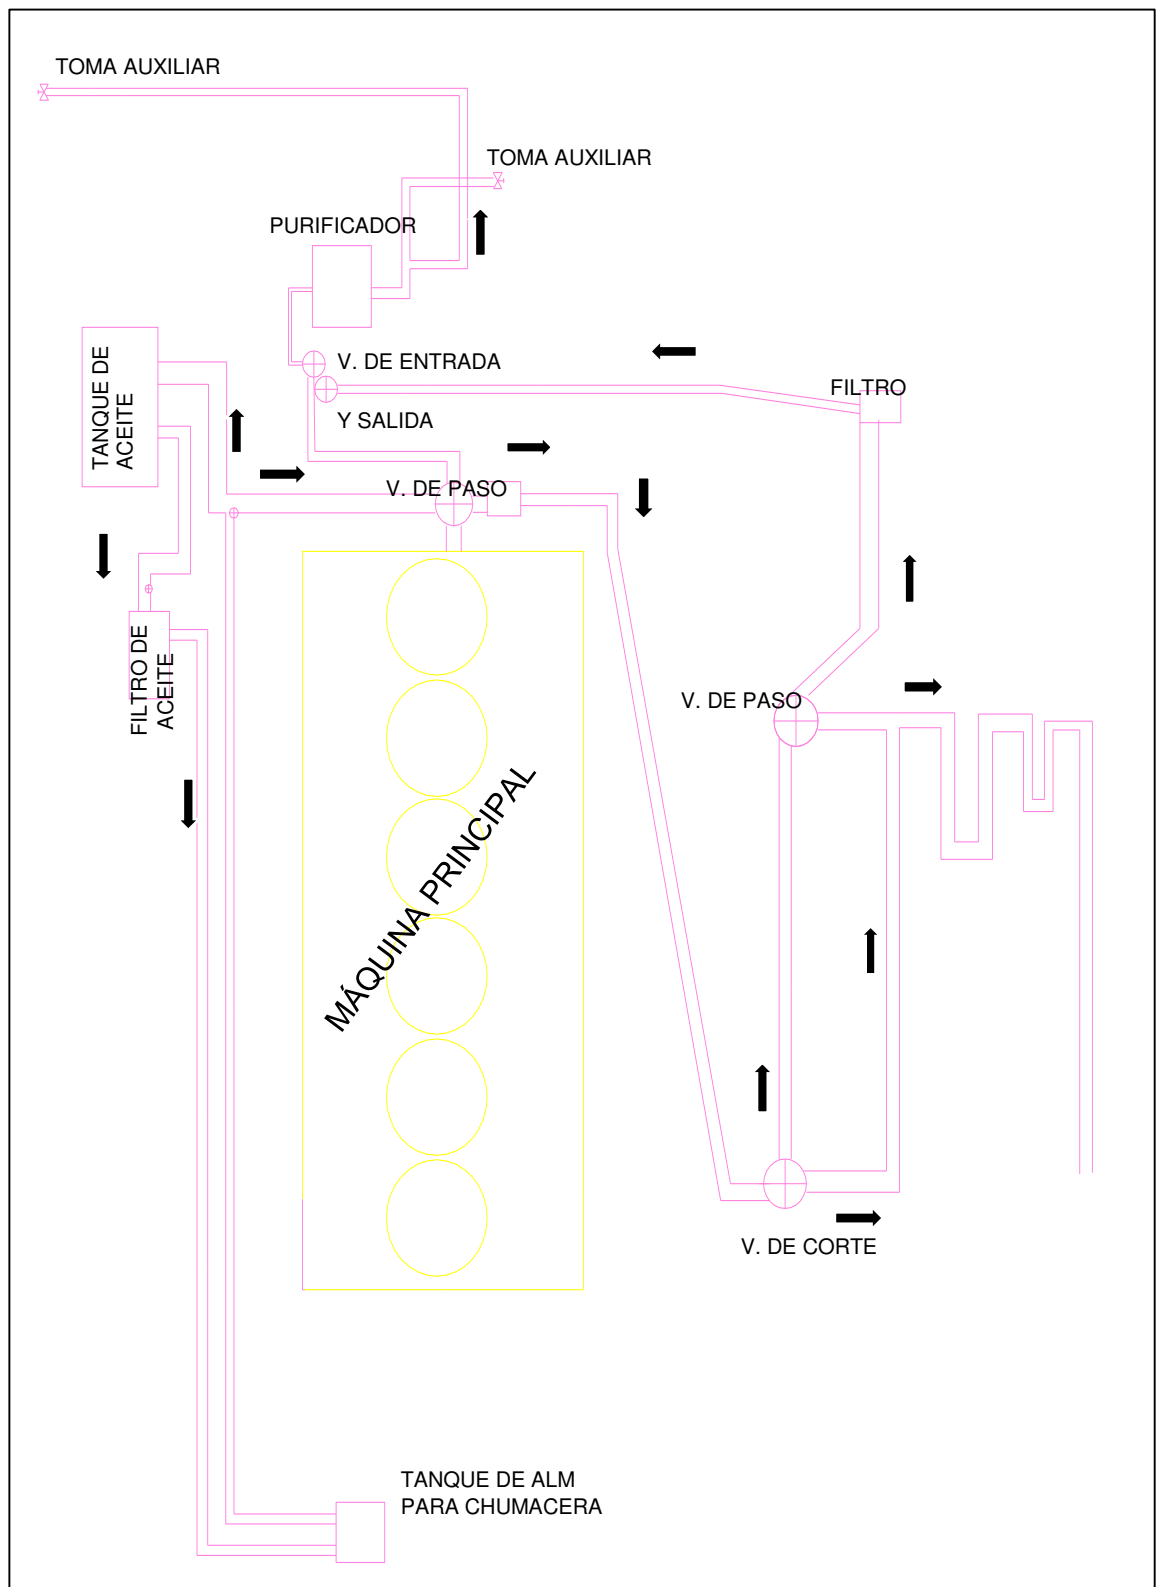 TOMA AUXILIAR
TOMA AUXILIAR
PURIFICADOR
V. DE ENTRADA
Y SALIDA
FILTRO
TANQUE DE
ACEITE
V. DE PASO
FILTRO DE
ACEITE
V. DE PASO
MÁQUINA PRINCIPAL
V. DE CORTE
TANQUE DE ALM
PARA CHUMACERA